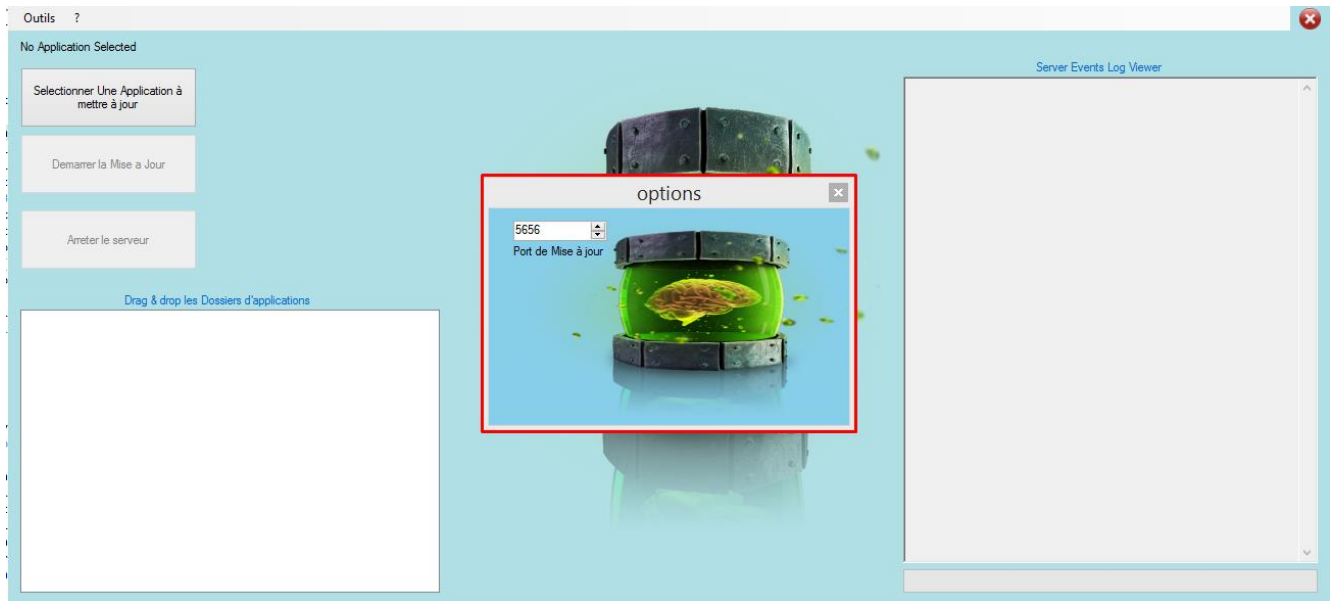 Outils ?
No Application Selected
Selectionner Une Application à
mettre à jour
Demarrer la Mise a Jour
Arreter le serveur
Drag & drop les Dossiers d'applications
options
5656
Port de Mise à jour
Server Events Log Viewer